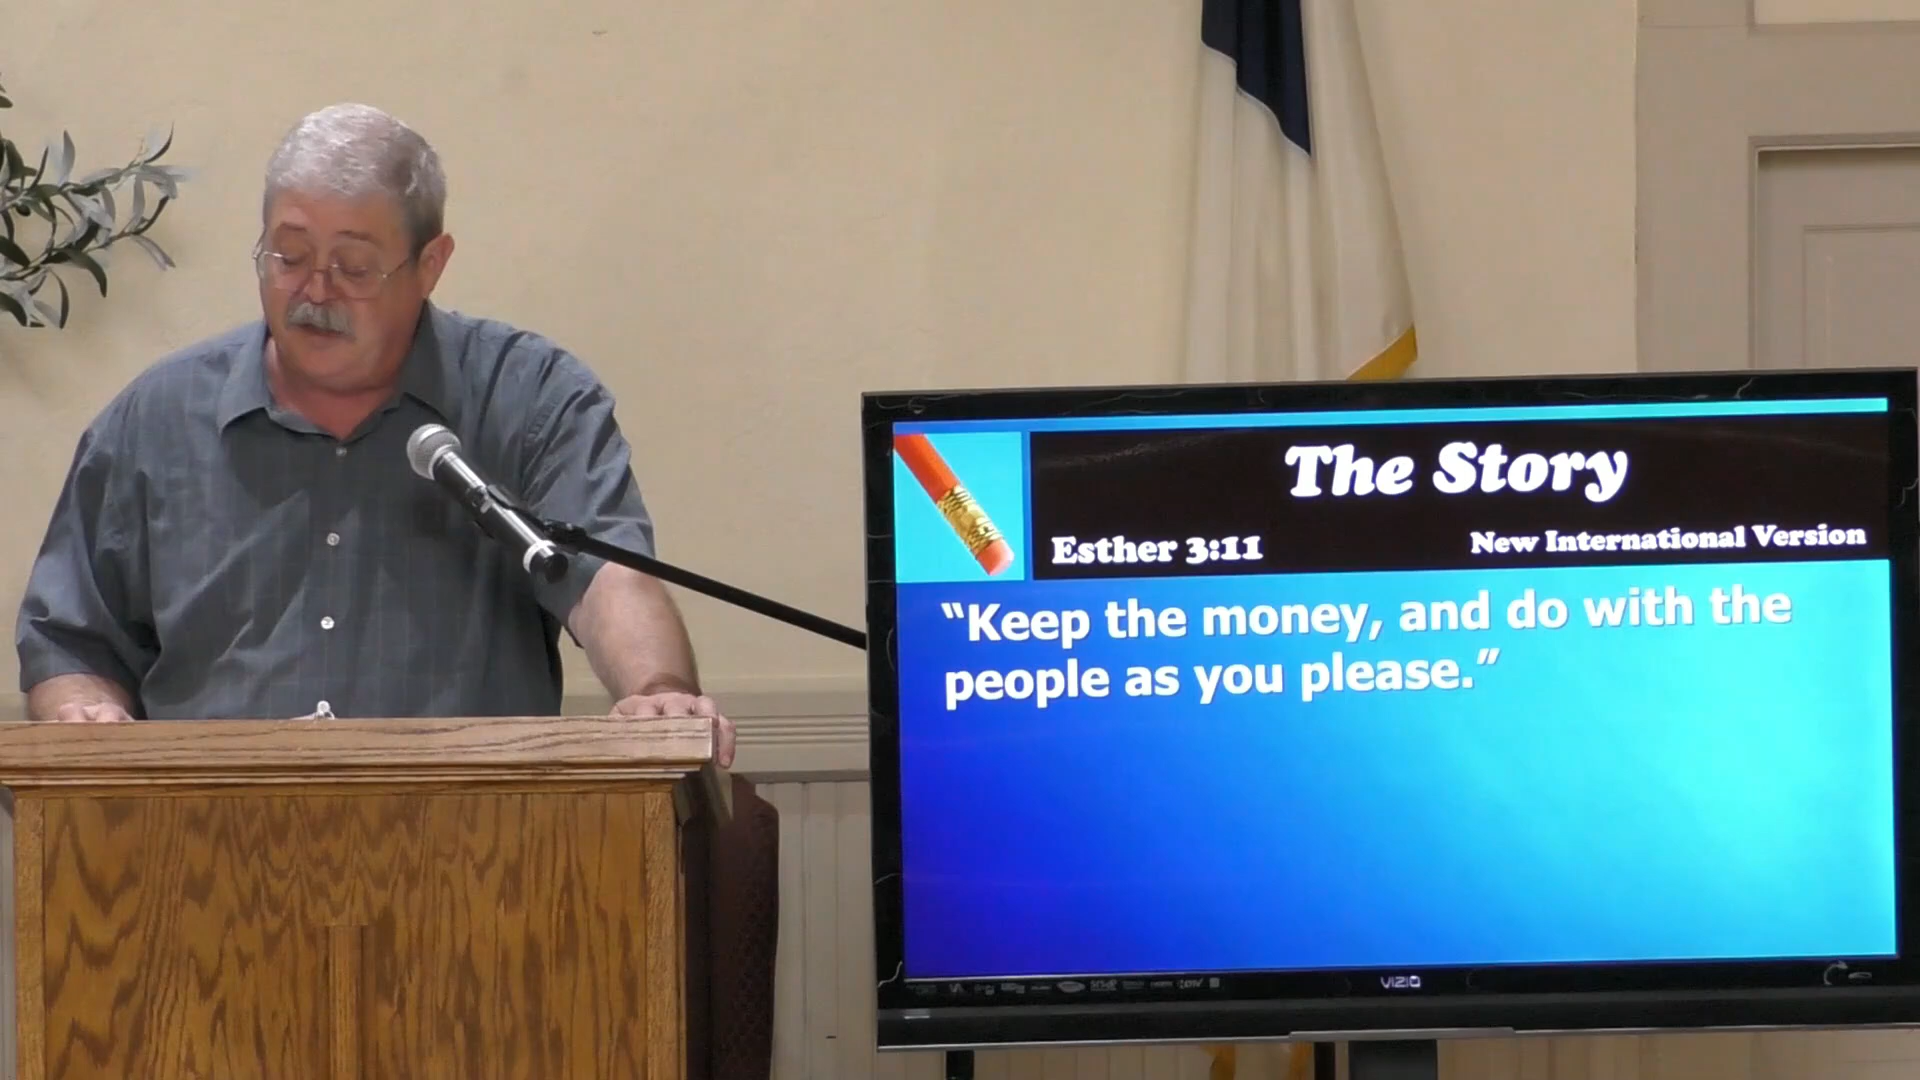 The Story
Esther 3:11
New International Version
“Keep the money, and do with the
people as you please.”
VIZIO